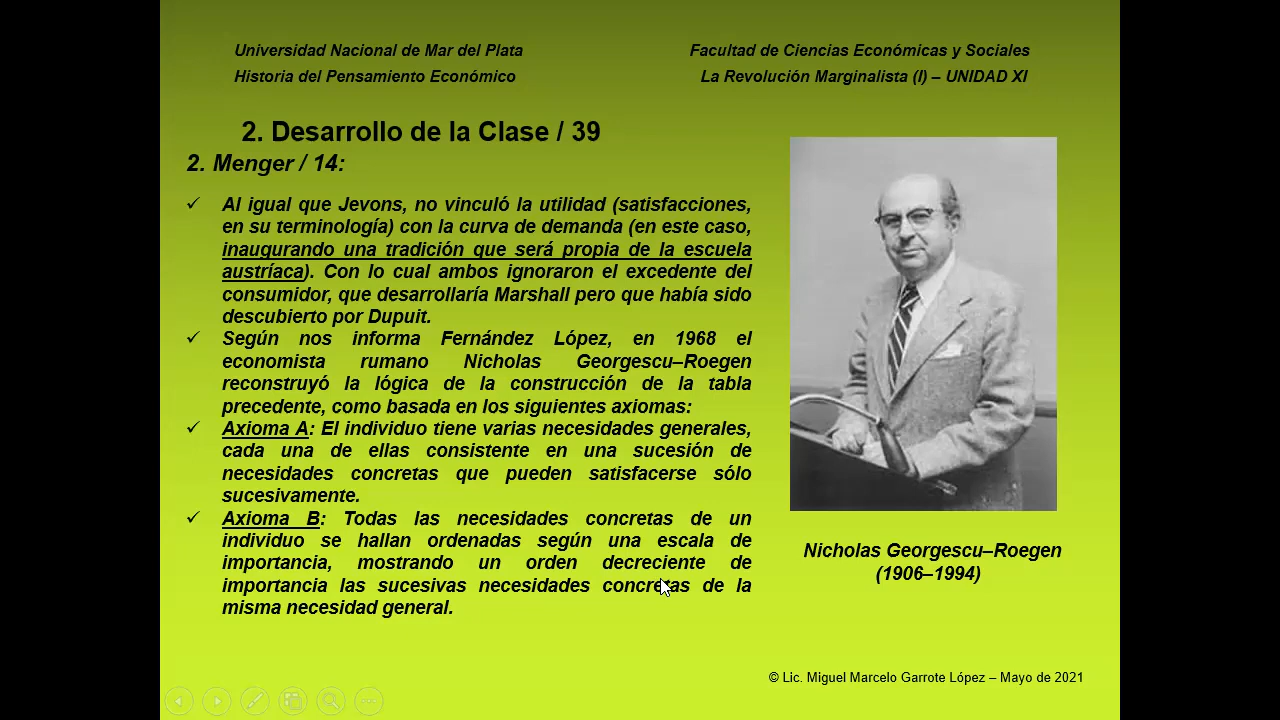 Universidad Nacional de Mar del Plata
Facultad de Ciencias Económicas y Sociales
Historia del Pensamiento Económico
La Revolución Marginalista (I) – UNIDAD XI
2. Desarrollo de la Clase / 39
2. Menger / 14:
✓ Al igual que Jevons, no vinculó la utilidad (satisfacciones,
en su terminología) con la curva de demanda (en este caso,
inaugurando una tradición que será propia de la escuela
austríaca). Con lo cual ambos ignoraron el excedente del
consumidor, que desarrollaría Marshall pero que había sido
descubierto por Dupuit.
✓ Según nos informa Fernández López, en 1968 el
economista rumano Nicholas Georgescu–Roegen
reconstruyó la lógica de la construcción de la tabla
precedente, como basada en los siguientes axiomas:
✓ Axioma A: El individuo tiene varias necesidades generales,
cada una de ellas consistente en una sucesión de
necesidades concretas que pueden satisfacerse sólo
sucesivamente.
✓ Axioma B: Todas las necesidades concretas de un
individuo se hallan ordenadas según una escala de
importancia, mostrando un orden decreciente de
importancia las sucesivas necesidades concretas de la
misma necesidad general.
Nicholas Georgescu–Roegen
(1906–1994)
© Lic. Miguel Marcelo Garrote López – Mayo de 2021